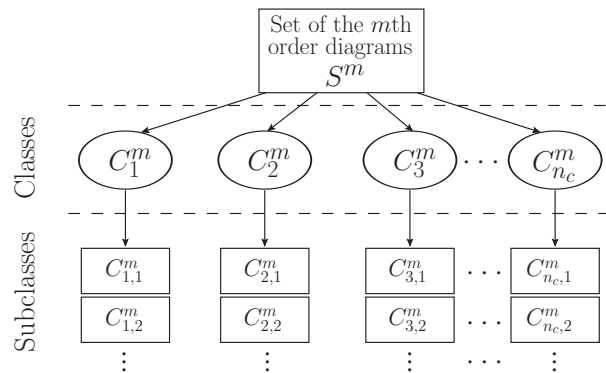 Set of the mth
order diagrams
S^m
Classes
C_1^m C_2^m C_3^m ··· C_{n_c}^m
Subclasses
C_{1,1}^m C_{2,1}^m C_{3,1}^m ··· C_{n_c,1}^m
C_{1,2}^m C_{2,2}^m C_{3,2}^m ··· C_{n_c,2}^m
⋮ ⋮ ⋮ ··· ⋮